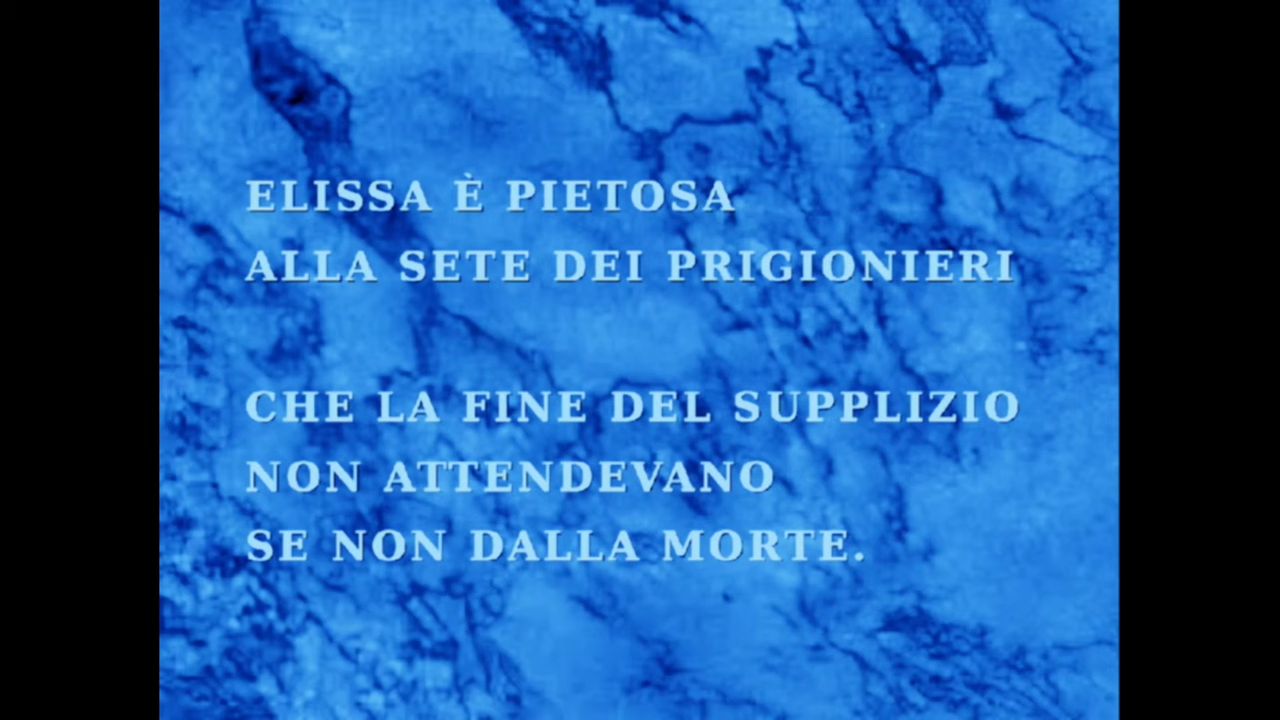 ELISSA È PIETOSA
ALLA SETE DEI PRIGIONIERI
CHE LA FINE DEL SUPPLIZIO
NON ATTENDEVANO
SE NON DALLA MORTE.